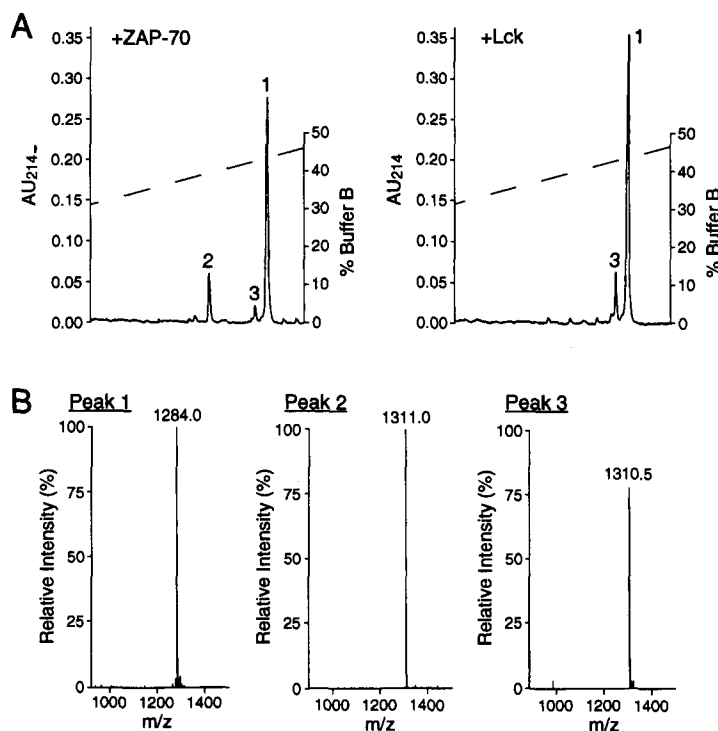 A
+ZAP-70
+Lck
AU214
0.35
0.30
0.25
0.20
0.15
0.10
0.05
0.00
1
2
3
50
40
30
20
10
0
% Buffer B
AU214
0.35
0.30
0.25
0.20
0.15
0.10
0.05
0.00
1
3
50
40
30
20
10
0
% Buffer B
B
Peak 1
Peak 2
Peak 3
1284.0
1311.0
1310.5
Relative Intensity (%)
100
75
50
25
0
1000 1200 1400
m/z
Relative Intensity (%)
100
75
50
25
0
1000 1200 1400
m/z
Relative Intensity (%)
100
75
50
25
0
1000 1200 1400
m/z